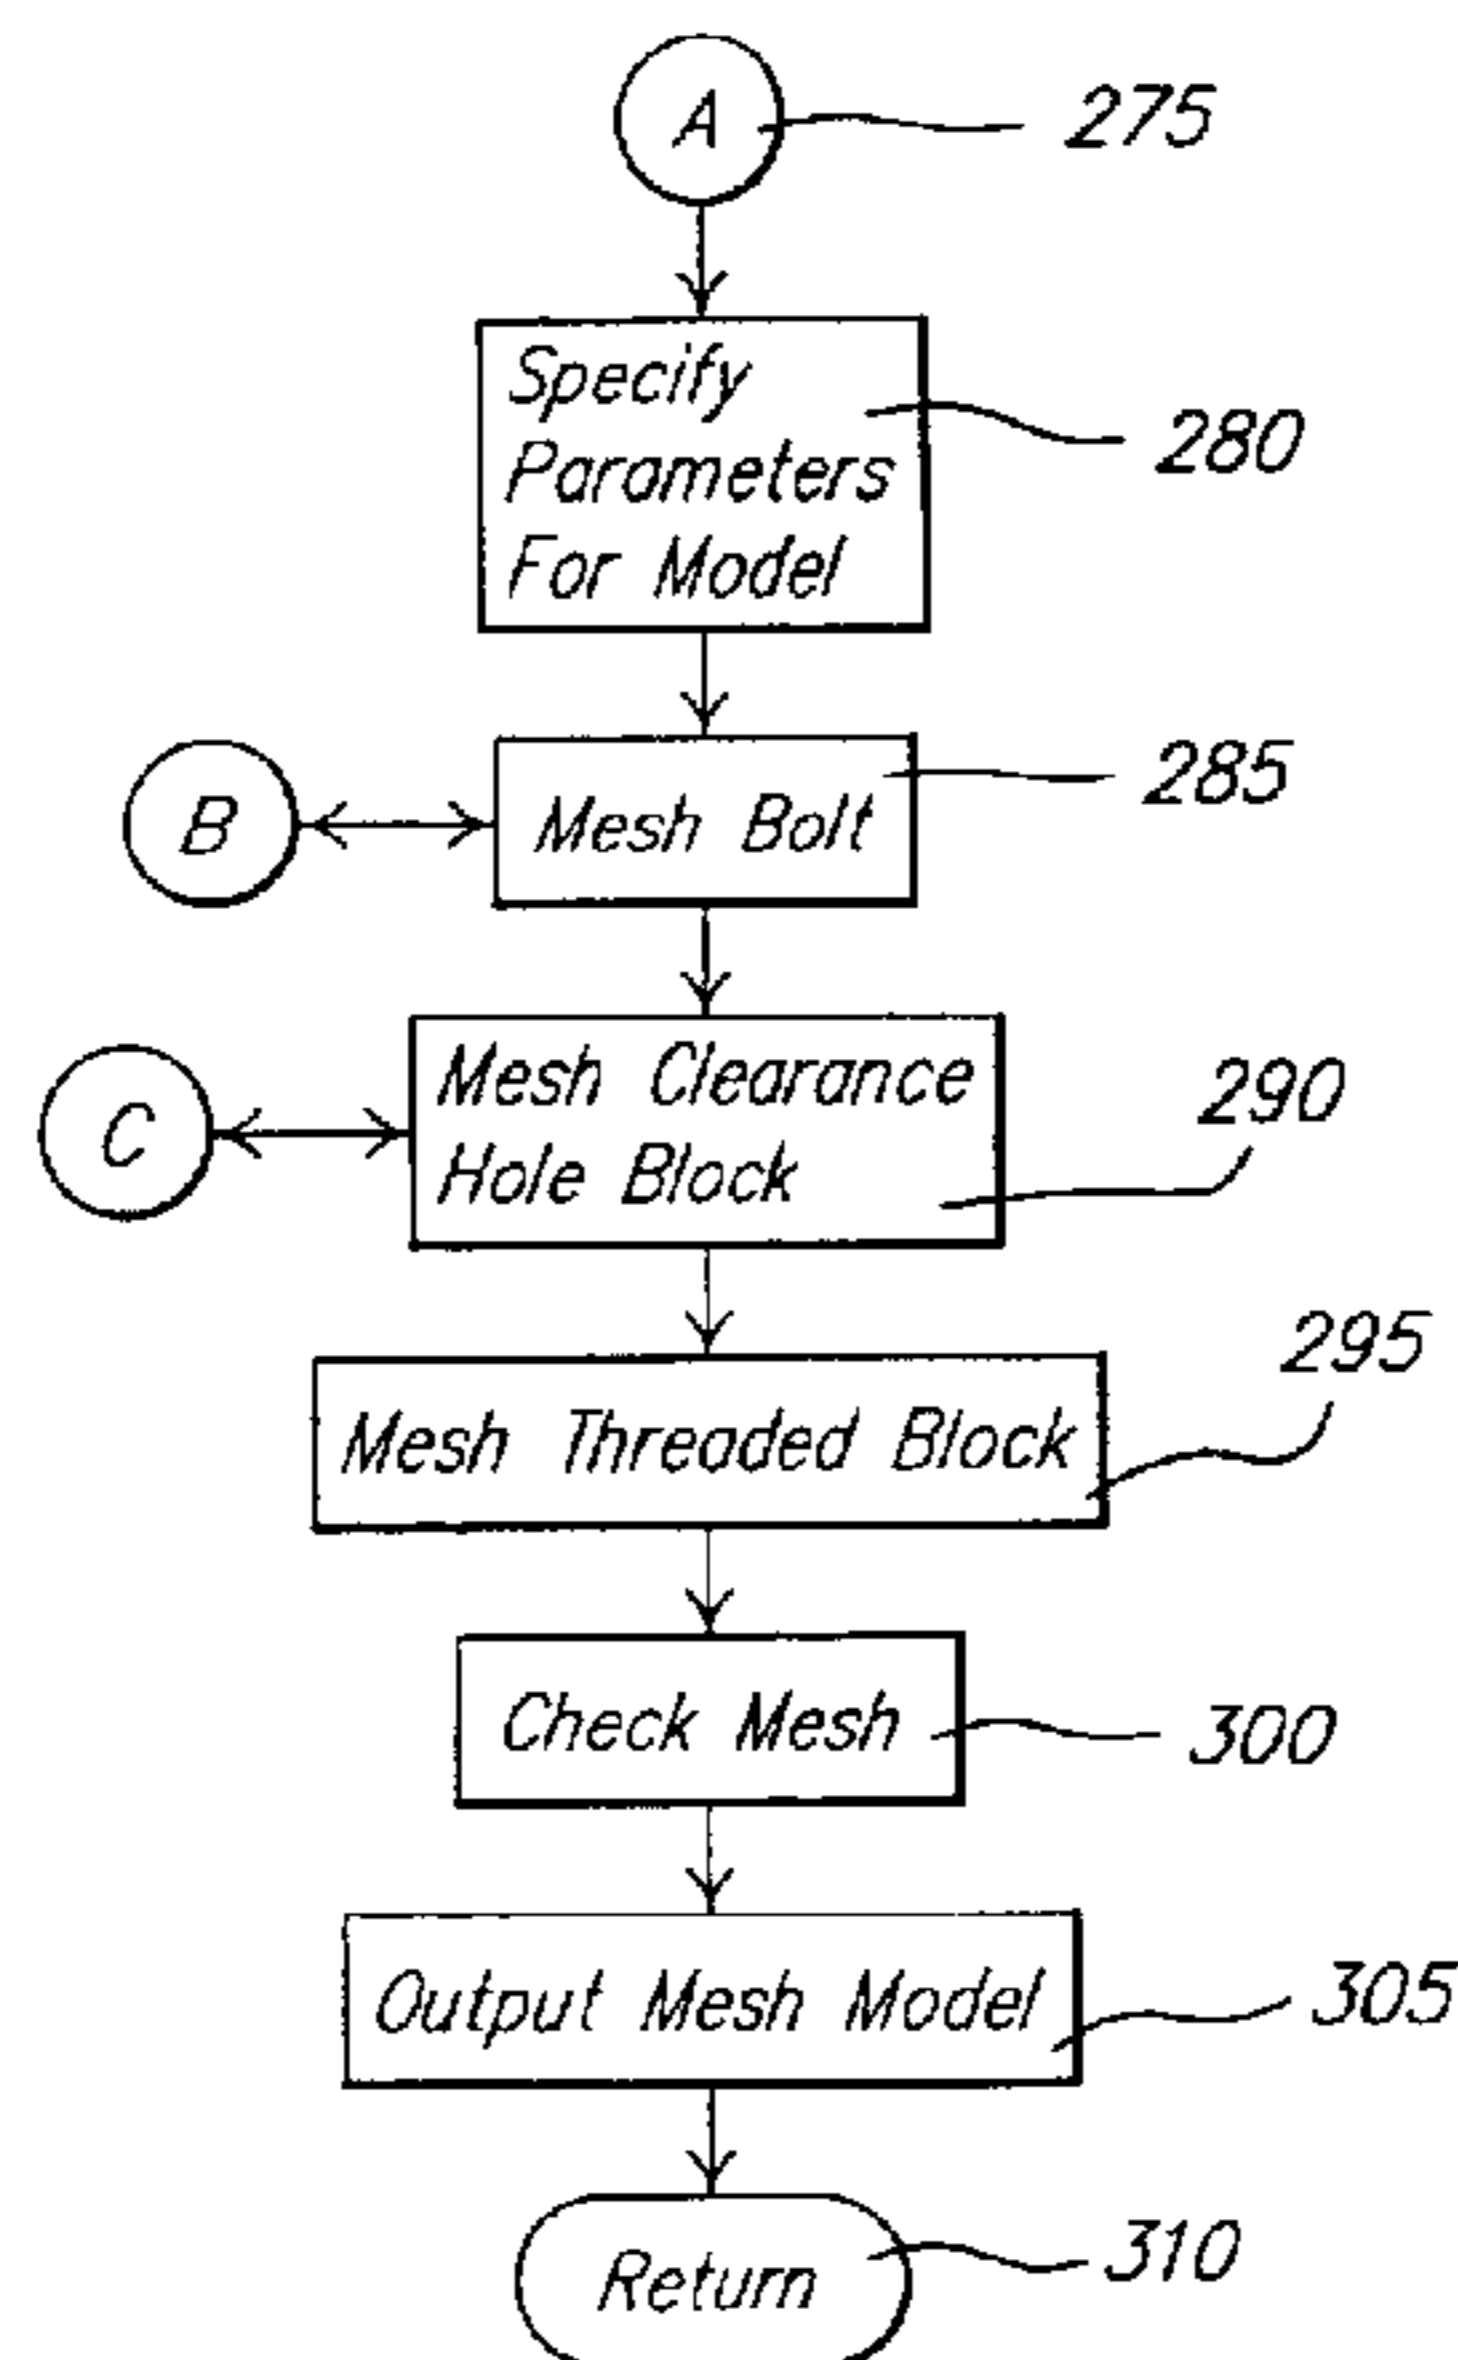 A
275
Specify
Parameters
For Model
280
B
Mesh Bolt
285
C
Mesh Clearance
Hole Block
290
Mesh Threaded Block
295
Check Mesh
300
Output Mesh Model
305
Return
310